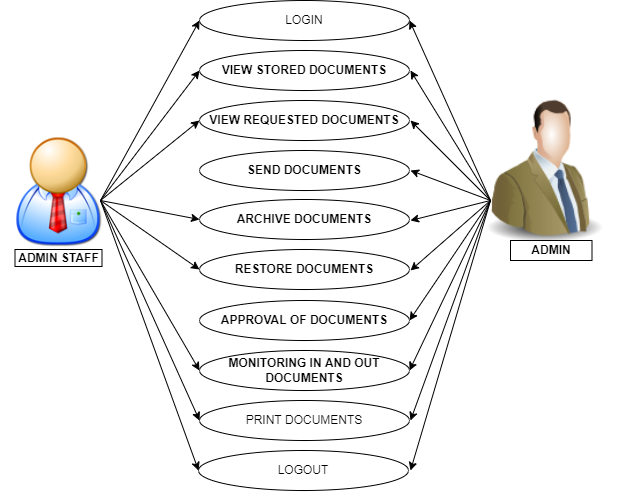 LOGIN
VIEW STORED DOCUMENTS
VIEW REQUESTED DOCUMENTS
SEND DOCUMENTS
ARCHIVE DOCUMENTS
ADMIN STAFF
ADMIN
RESTORE DOCUMENTS
APPROVAL OF DOCUMENTS
MONITORING IN AND OUT
DOCUMENTS
PRINT DOCUMENTS
LOGOUT